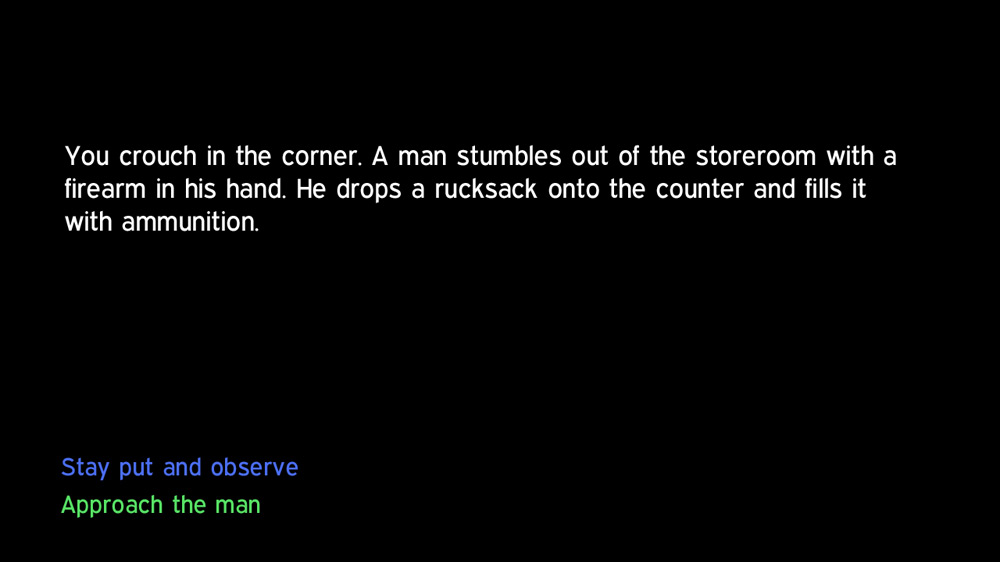 You crouch in the corner. A man stumbles out of the storeroom with a
firearm in his hand. He drops a rucksack onto the counter and fills it
with ammunition.
Stay put and observe
Approach the man